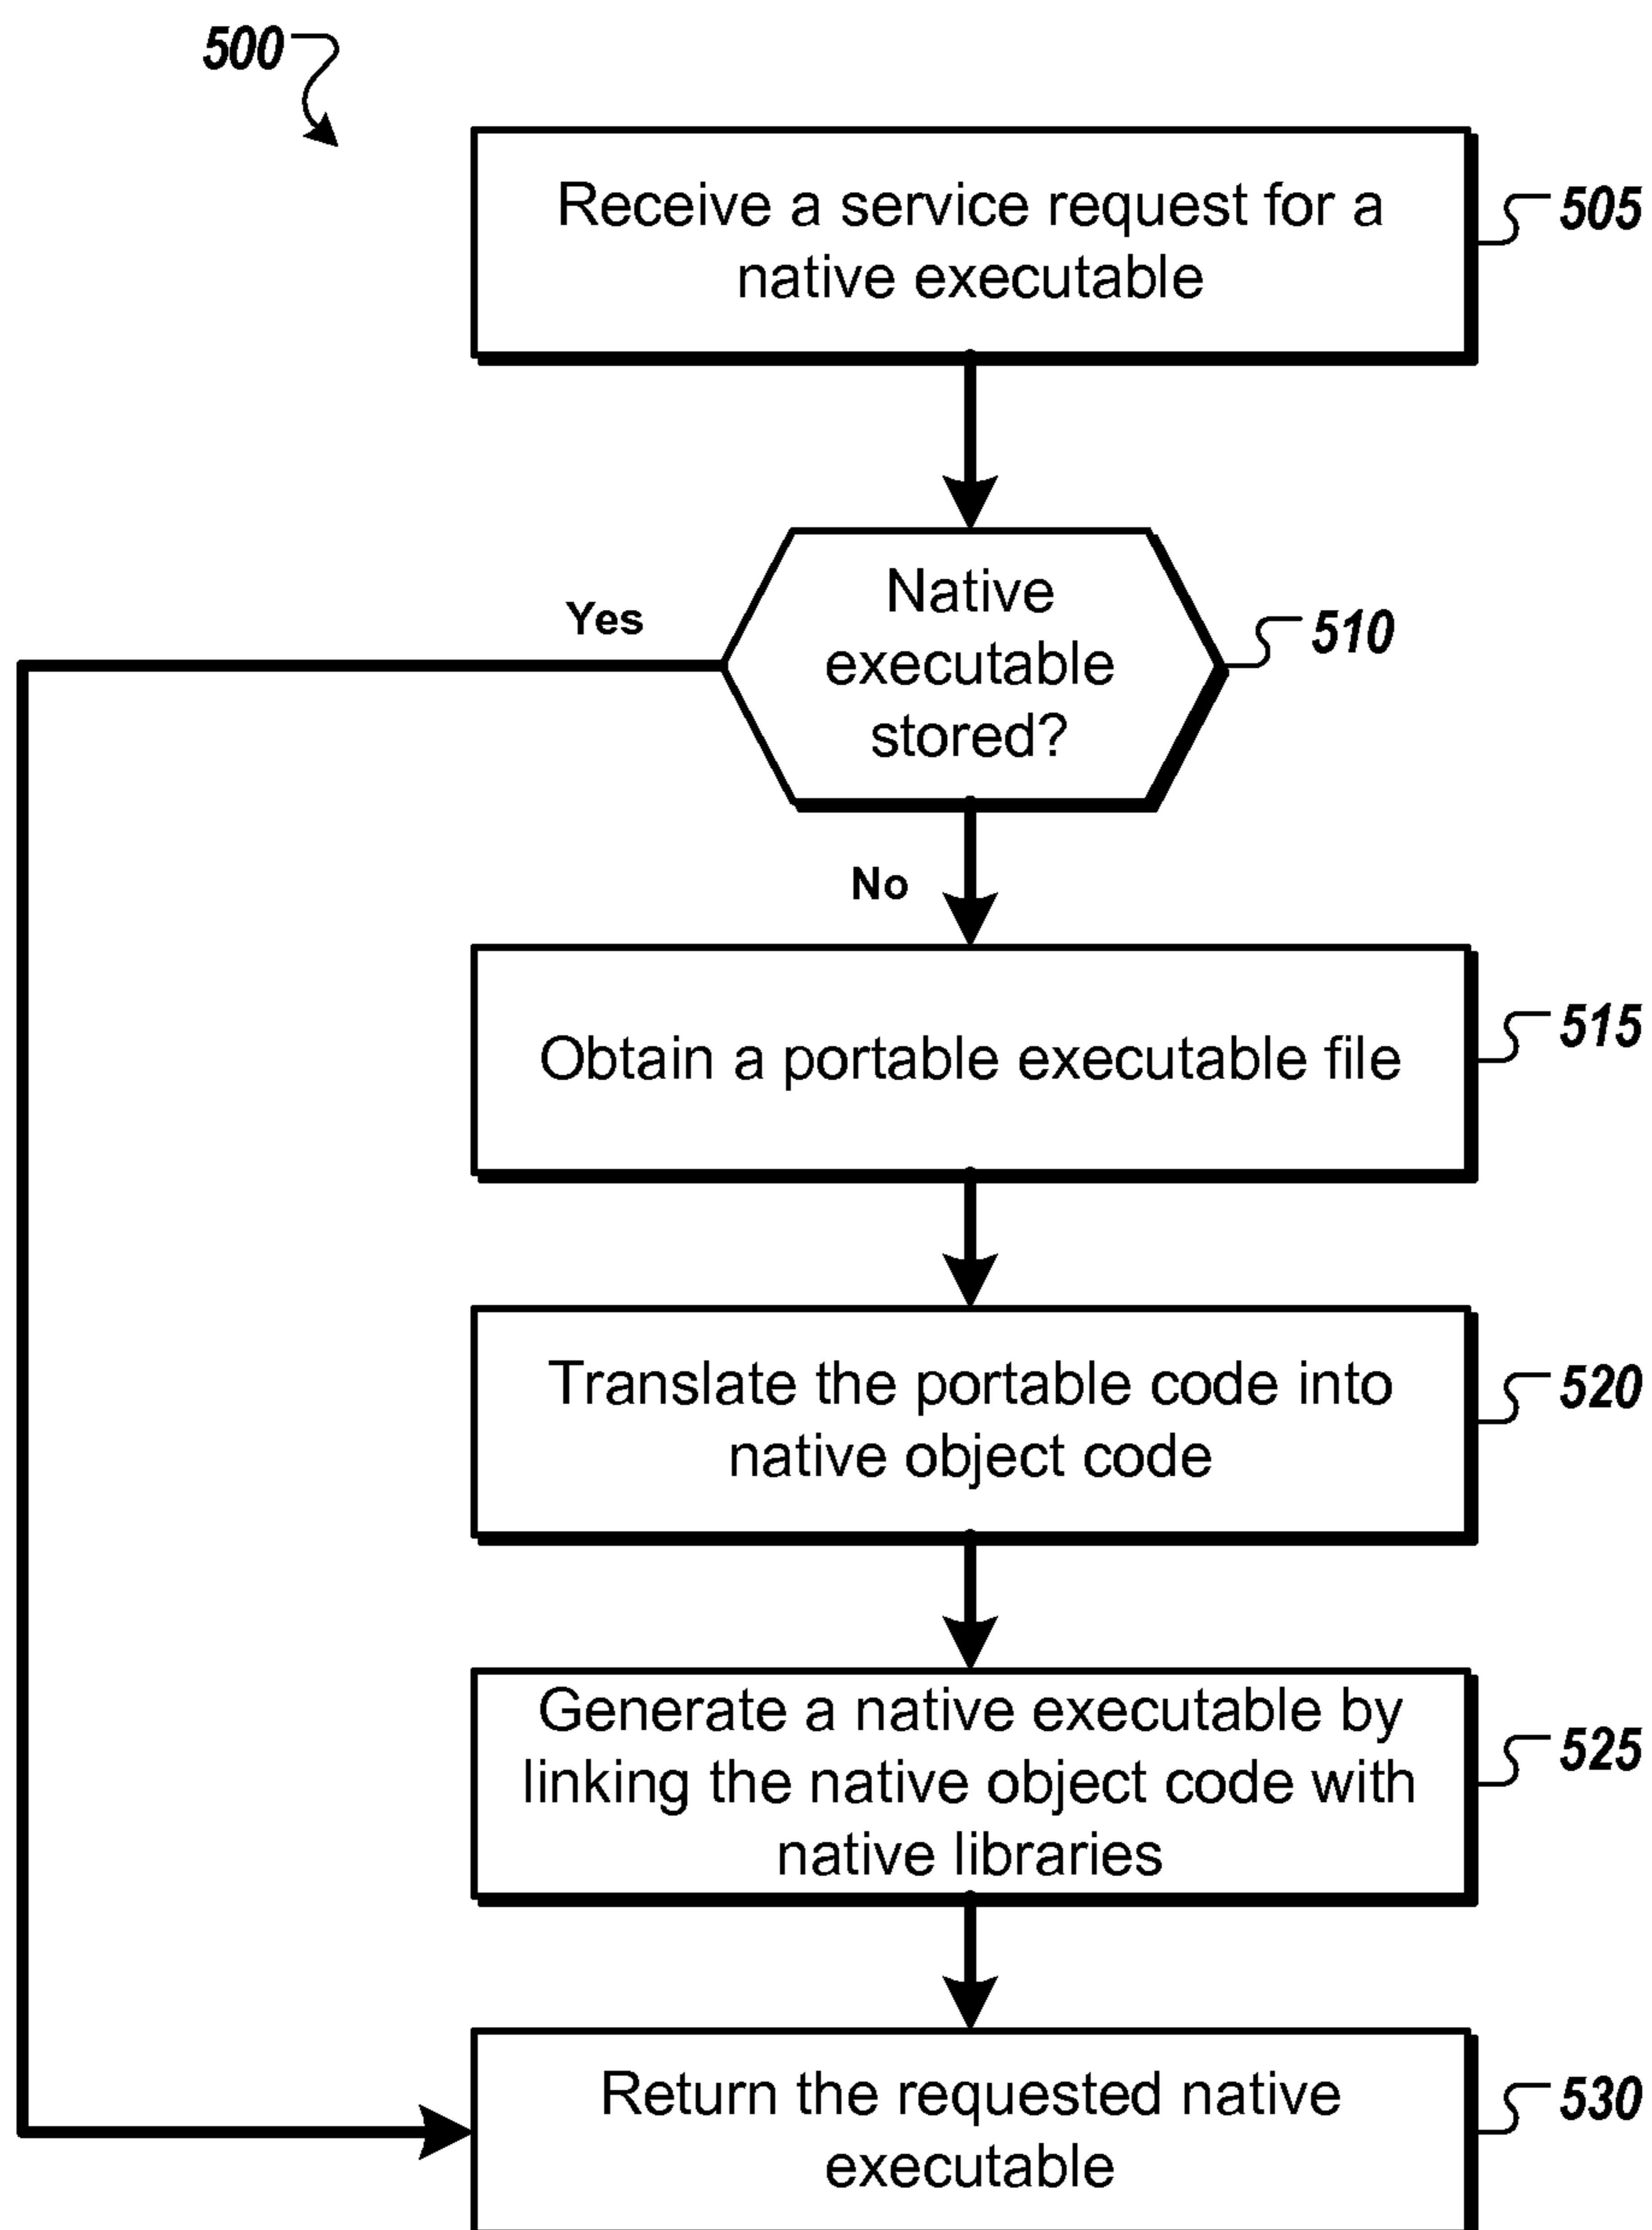 500
Receive a service request for a
native executable
505
Native
executable
stored?
510
Yes
No
Obtain a portable executable file
515
Translate the portable code into
native object code
520
Generate a native executable by
linking the native object code with
native libraries
525
Return the requested native
executable
530